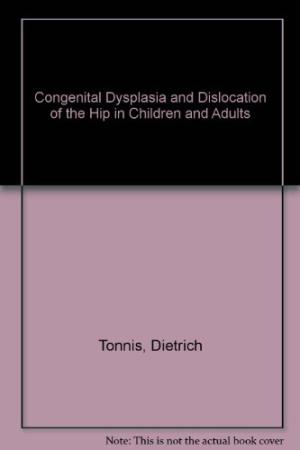 Congenital Dysplasia and Dislocation
of the Hip in Children and Adults
Tonnis, Dietrich
Note: This is not the actual book cover